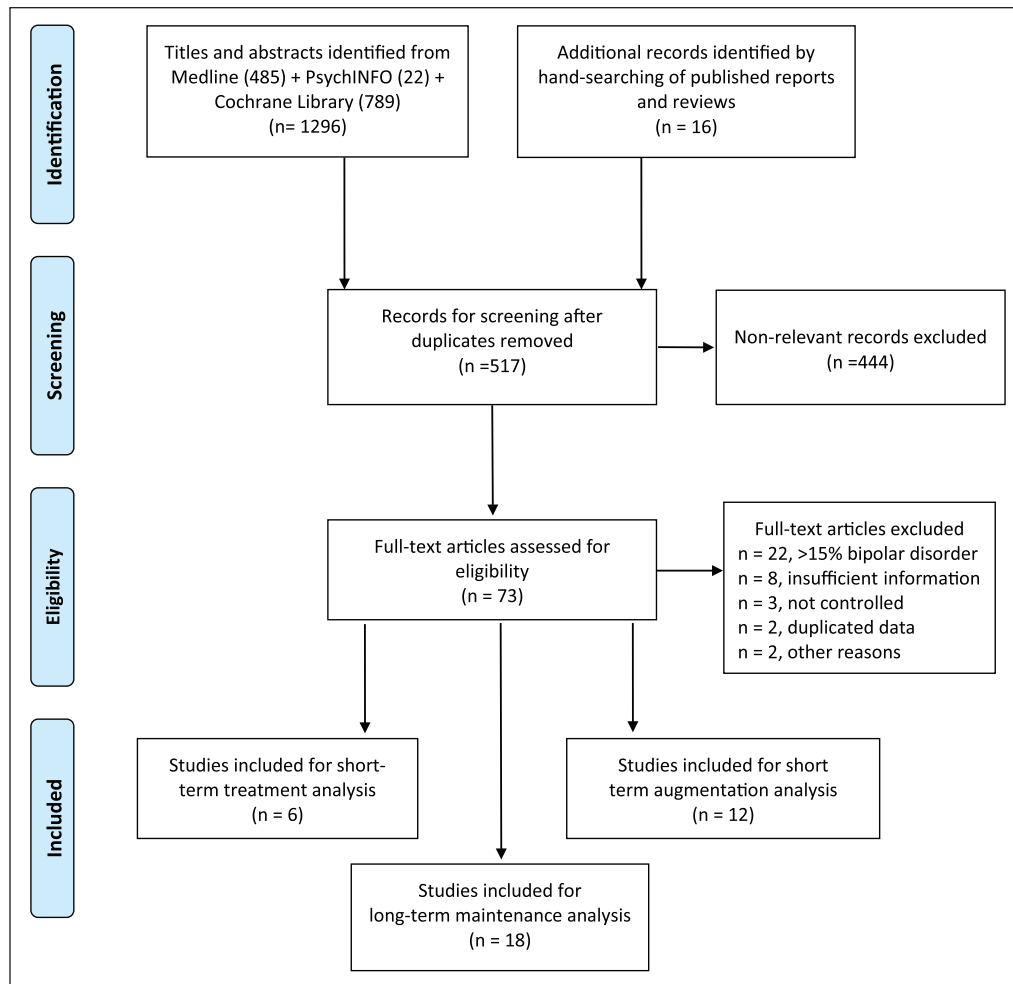 Identification
Titles and abstracts identified from
Medline (485) + PsychINFO (22) +
Cochrane Library (789)
(n= 1296)
Additional records identified by
hand-searching of published reports
and reviews
(n = 16)
Screening
Records for screening after
duplicates removed
(n =517)
Non-relevant records excluded
(n =444)
Eligibility
Full-text articles assessed for
eligibility
(n = 73)
Full-text articles excluded
n = 22, >15% bipolar disorder
n = 8, insufficient information
n = 3, not controlled
n = 2, duplicated data
n = 2, other reasons
Included
Studies included for short-
term treatment analysis
(n = 6)
Studies included for short
term augmentation analysis
(n = 12)
Studies included for
long-term maintenance analysis
(n = 18)